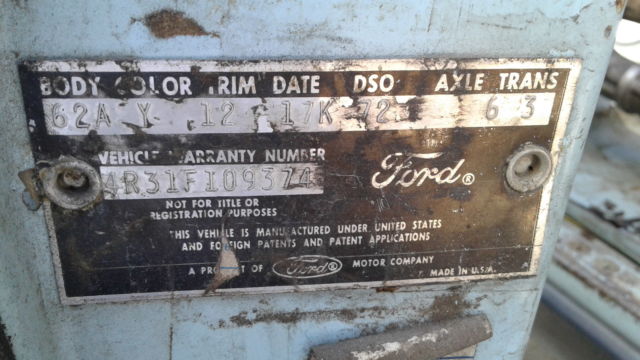 BODY COLOR TRIM DATE DSO AXLE TRANS
62A Y 12 17K 72 6 3
VEHICLE WARRANTY NUMBER
4R31F109374
Ford®
NOT FOR TITLE OR
REGISTRATION PURPOSES
THIS VEHICLE IS MANUFACTURED UNDER UNITED STATES
AND FOREIGN PATENTS AND PATENT APPLICATIONS
A PRODUCT OF Ford® MOTOR COMPANY
MADE IN U.S.A.